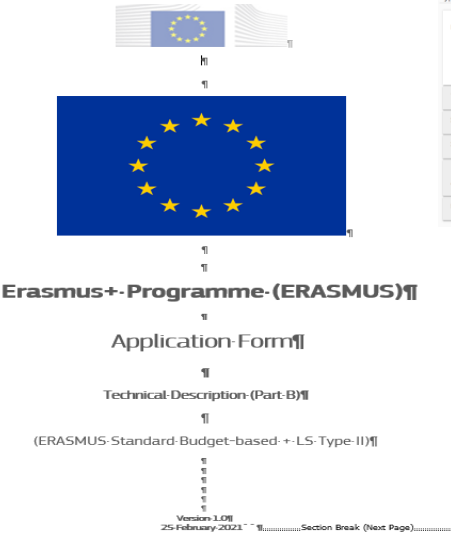 Erasmus+ Programme (ERASMUS)¶
Application Form¶
Technical Description (Part B)¶
(ERASMUS Standard Budget-based + LS Type II)¶
Version 1.0¶
25 February 2021 ¶ Section Break (Next Page)